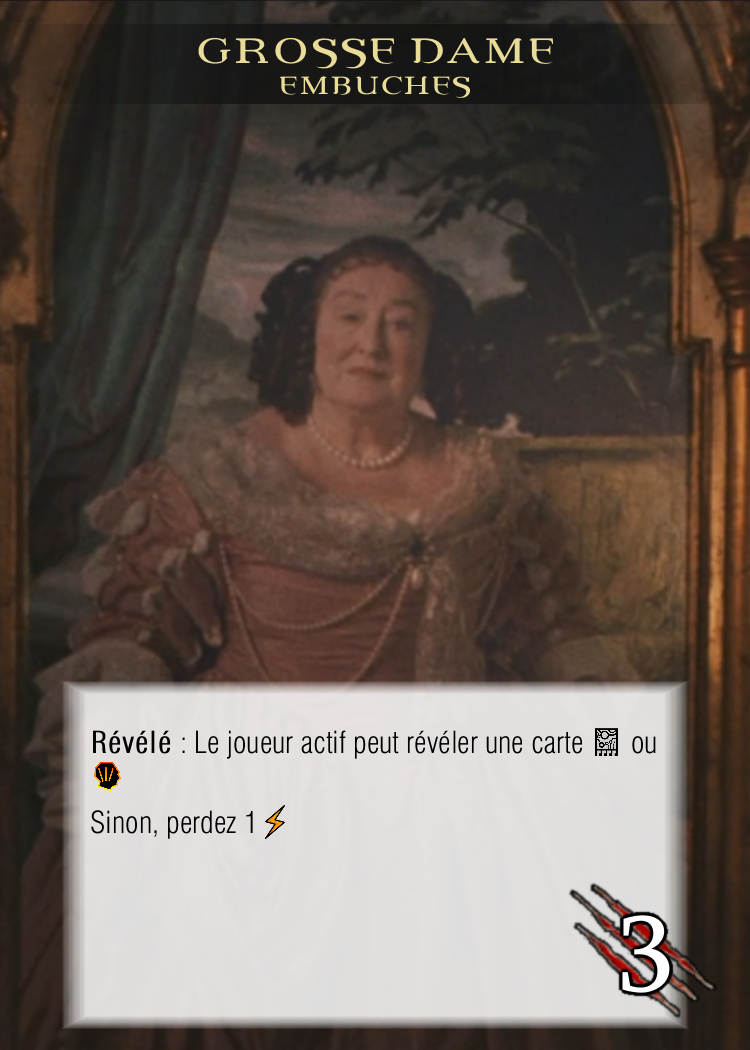 GROSSE DAME
EMBUCHES
Révélé : Le joueur actif peut révéler une carte ou
Sinon, perdez 1
3